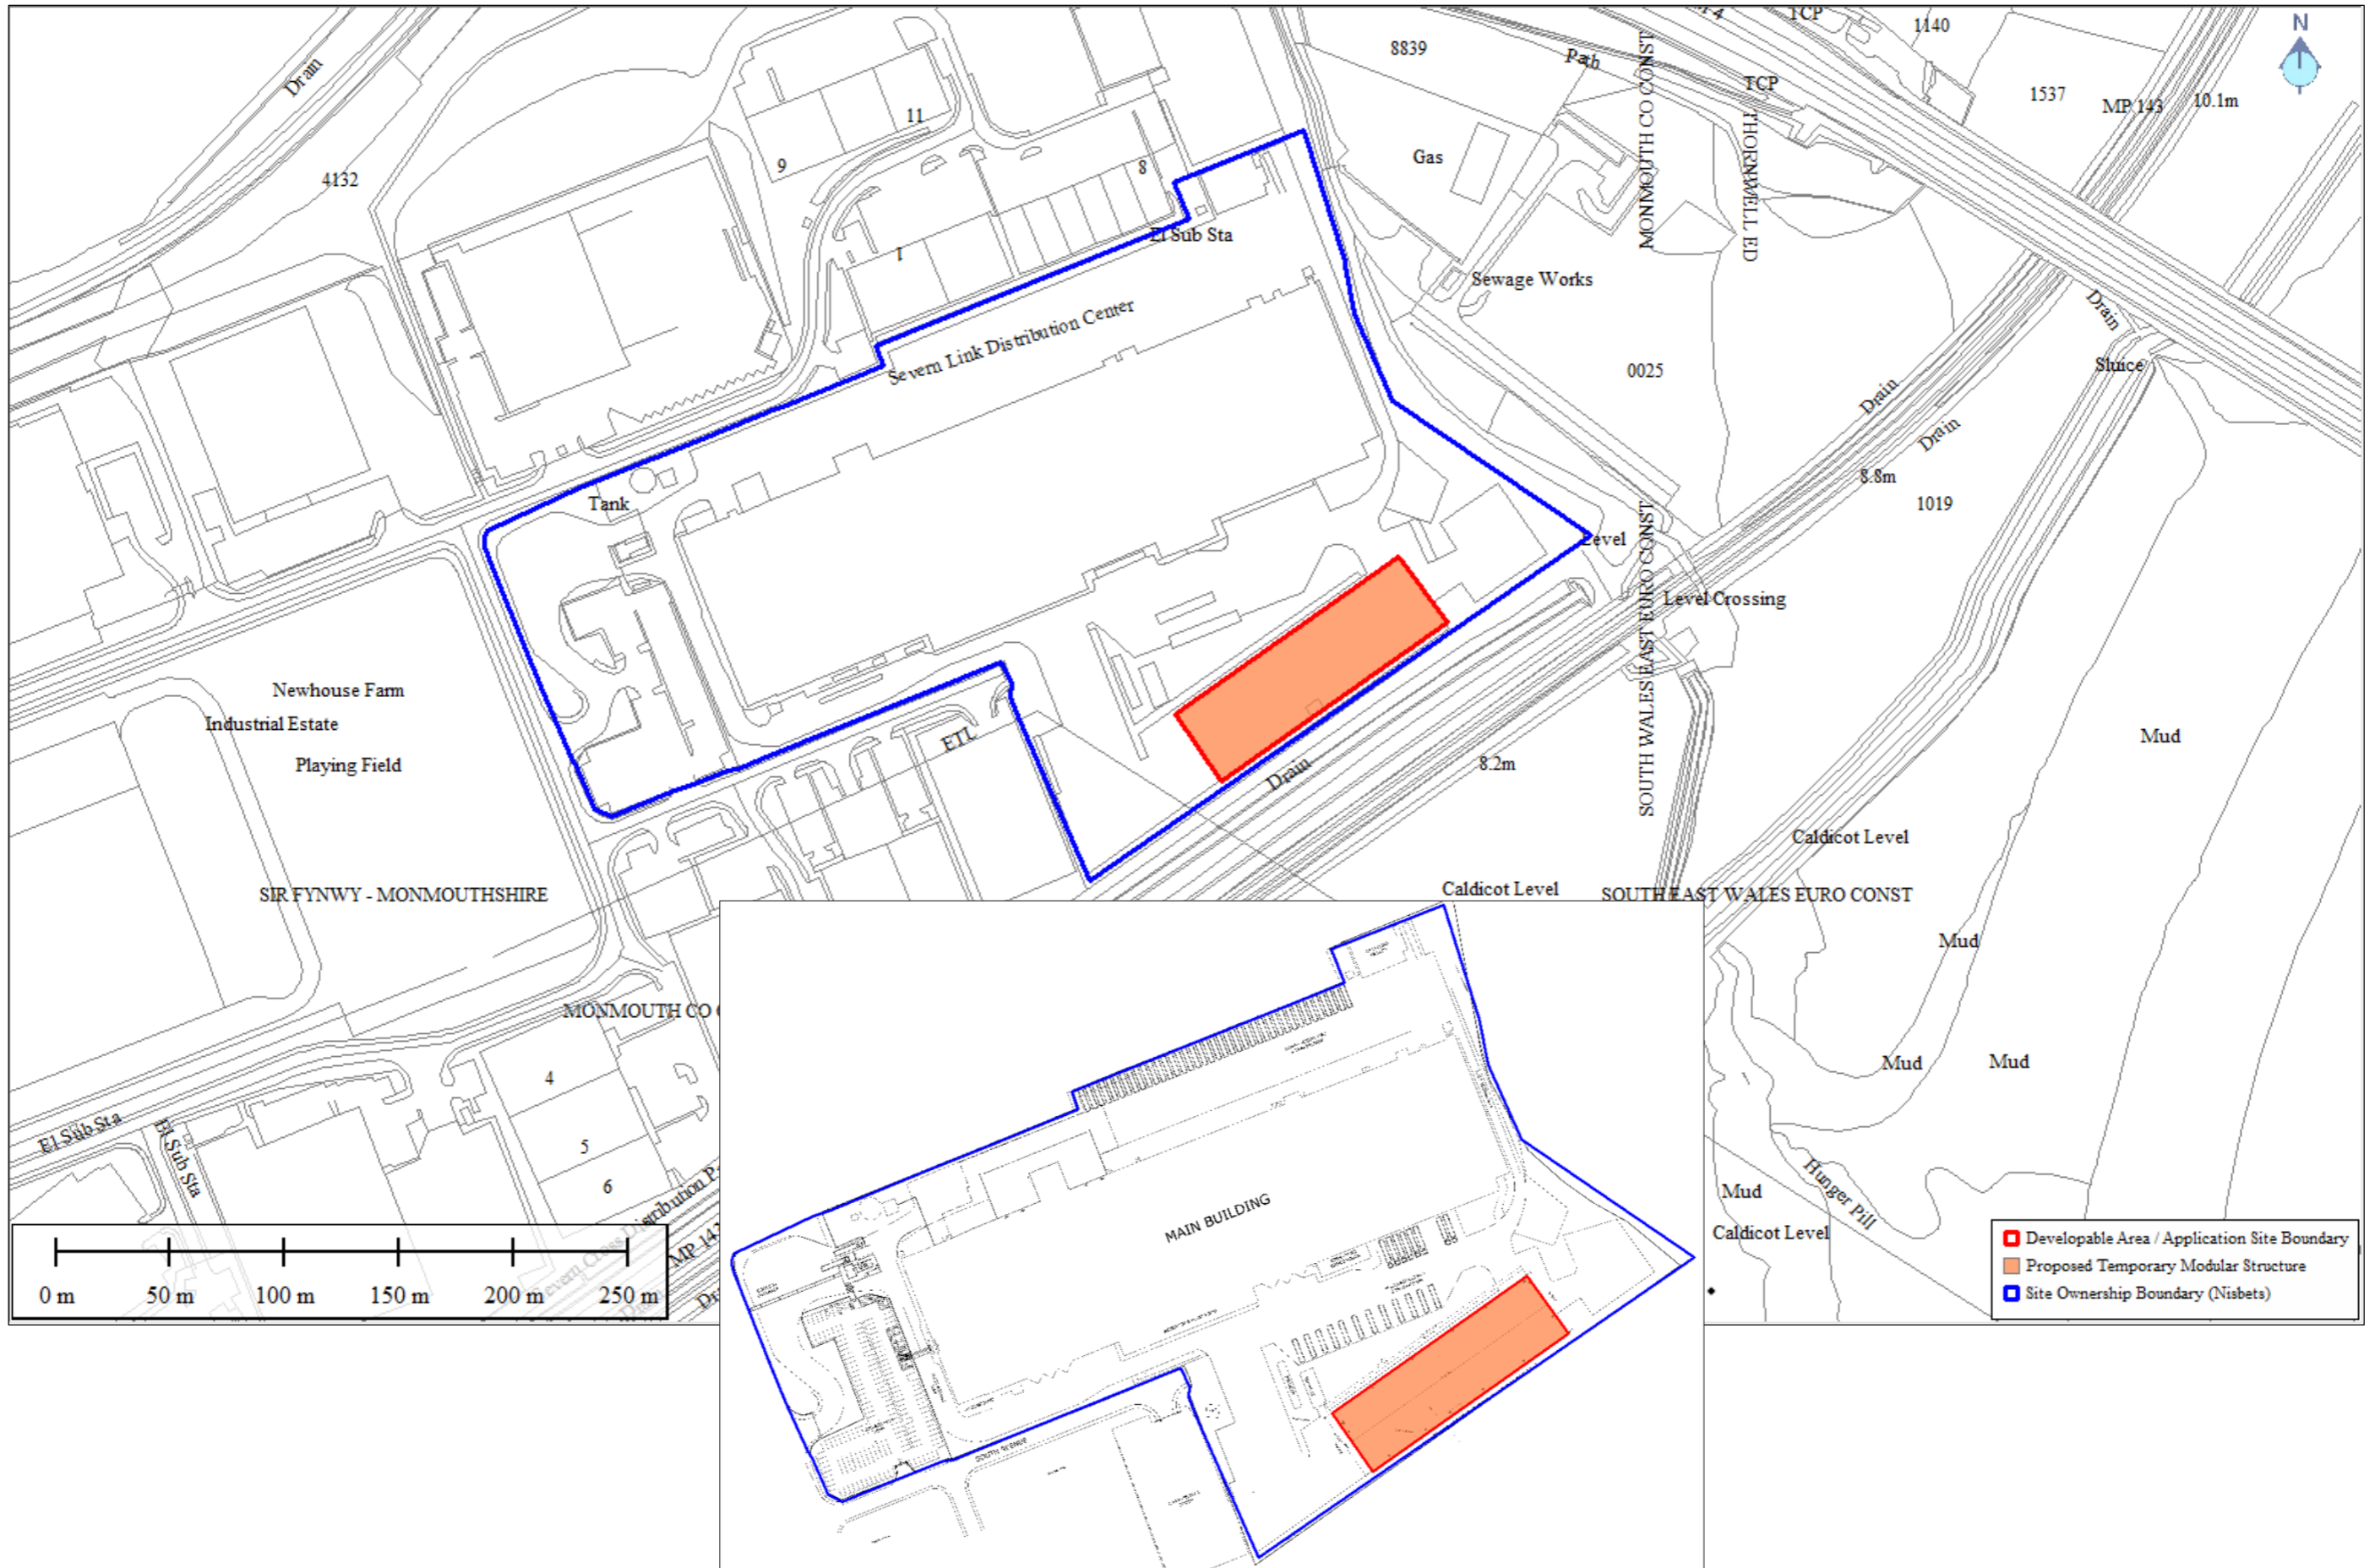 Drain
4132
11
9
8
1
El Sub Sta
Severn Link Distribution Center
8839
Path
TCP
TCP
1140
1537
MP 143
10.1m
N
Gas
MONMOUTH CO CONST
THORNWELL ED
Sewage Works
0025
Drain
Sluice
Drain
Drain
8.8m
1019
Tank
Level
Level Crossing
SOUTH WALES EAST EURO CONST
Newhouse Farm
Industrial Estate
Playing Field
ETL
Drain
8.2m
Mud
Caldicot Level
Caldicot Level
SOUTH EAST WALES EURO CONST
SIR FYNWY - MONMOUTHSHIRE
Mud
MONMOUTH CO
Mud
Mud
4
5
6
El Sub Sta
El Sub Sta
MP 14
Mud
Hunger Pill
Caldicot Level
MAIN BUILDING
SOUTH AVENUE
0 m
50 m
100 m
150 m
200 m
250 m
Developable Area / Application Site Boundary
Proposed Temporary Modular Structure
Site Ownership Boundary (Nisbets)